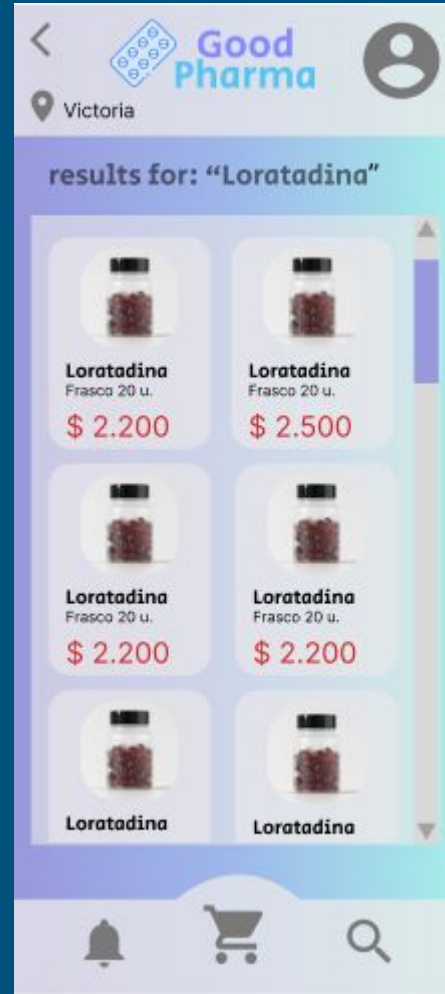 Good
Pharma
Victoria
results for: “Loratadina”
Loratadina
Frasco 20 u.
$ 2.200
Loratadina
Frasco 20 u.
$ 2.500
Loratadina
Frasco 20 u.
$ 2.200
Loratadina
Frasco 20 u.
$ 2.200
Loratadina
Loratadina